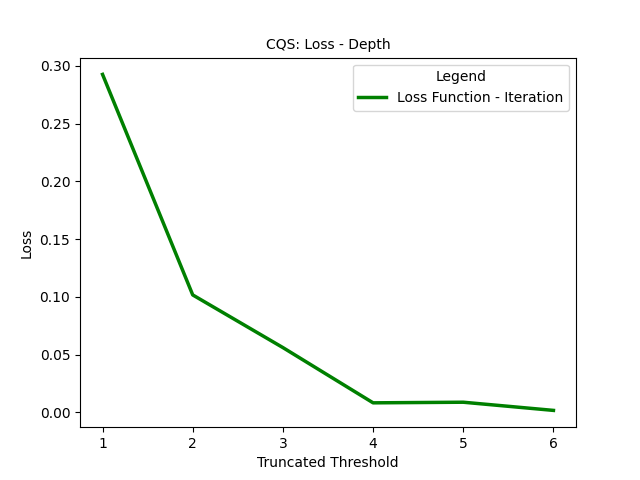 CQS: Loss - Depth
Legend
Loss Function - Iteration
0.30
0.25
0.20
0.15
0.10
0.05
0.00
Loss
1 2 3 4 5 6
Truncated Threshold